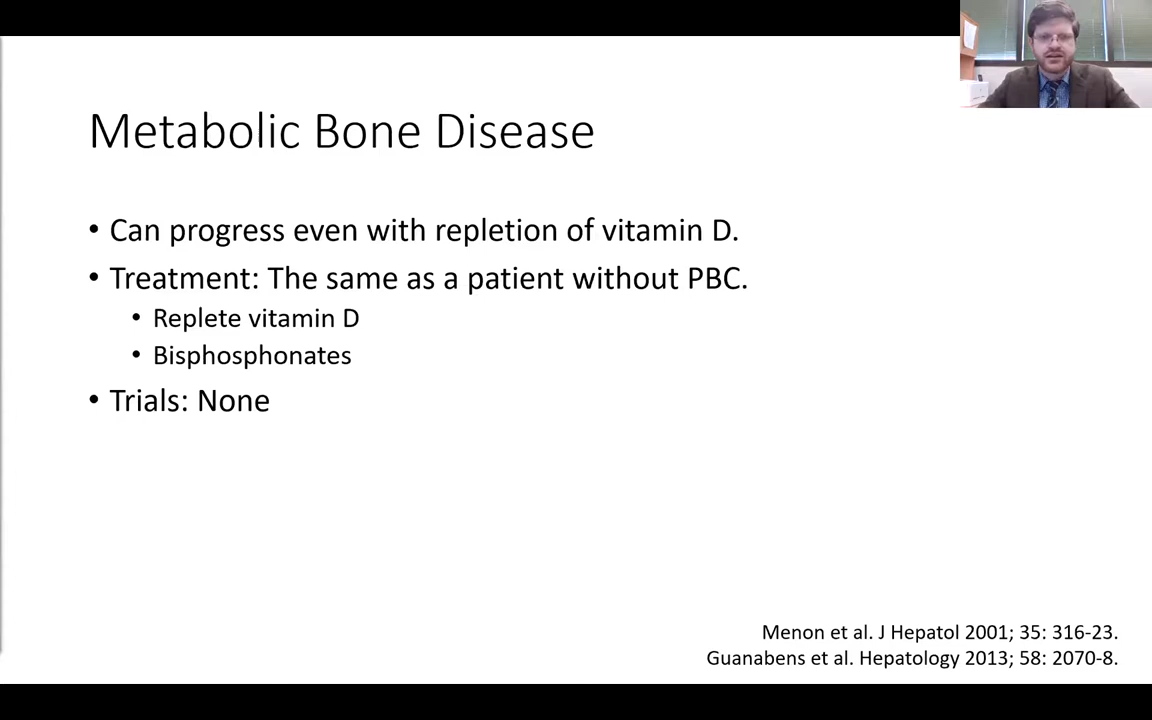 Metabolic Bone Disease
• Can progress even with repletion of vitamin D.
• Treatment: The same as a patient without PBC.
• Replete vitamin D
• Bisphosphonates
• Trials: None
Menon et al. J Hepatol 2001; 35: 316-23.
Guanabens et al. Hepatology 2013; 58: 2070-8.